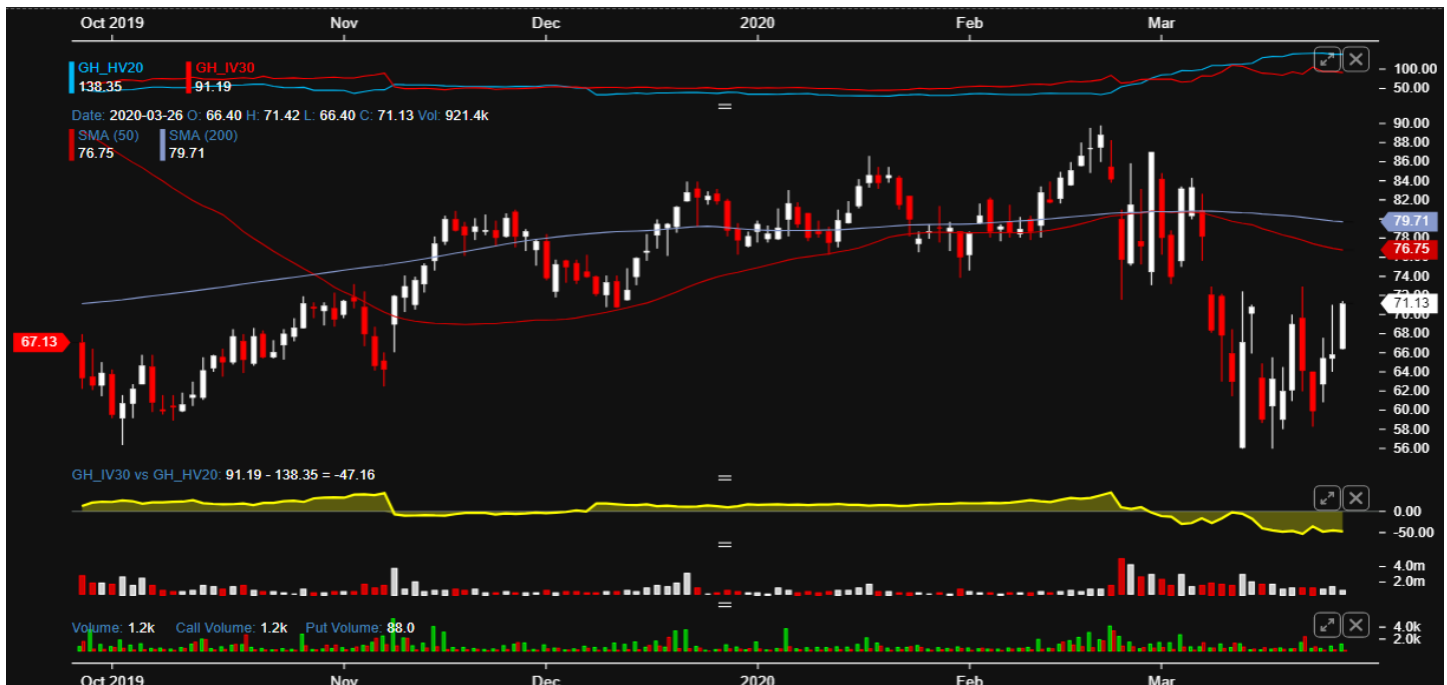 Oct 2019 Nov Dec 2020 Feb Mar
GH_HV20 GH_IV30
138.35 91.19
100.00
50.00
Date: 2020-03-26 O: 66.40 H: 71.42 L: 66.40 C: 71.13 Vol: 921.4k
SMA (50) SMA (200)
76.75 79.71
90.00
88.00
86.00
84.00
82.00
79.71
78.00
76.75
74.00
72.00
71.13
70.00
68.00
67.13
66.00
64.00
62.00
60.00
58.00
56.00
GH_IV30 vs GH_HV20: 91.19 - 138.35 = -47.16
0.00
-50.00
4.0m
2.0m
Volume: 1.2k Call Volume: 1.2k Put Volume: 88.0
4.0k
2.0k
Oct 2019 Nov Dec 2020 Feb Mar